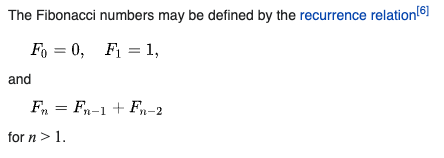 The Fibonacci numbers may be defined by the recurrence relation[6]
F₀ = 0,  F₁ = 1,
and
Fₙ = Fₙ₋₁ + Fₙ₋₂
for n > 1.